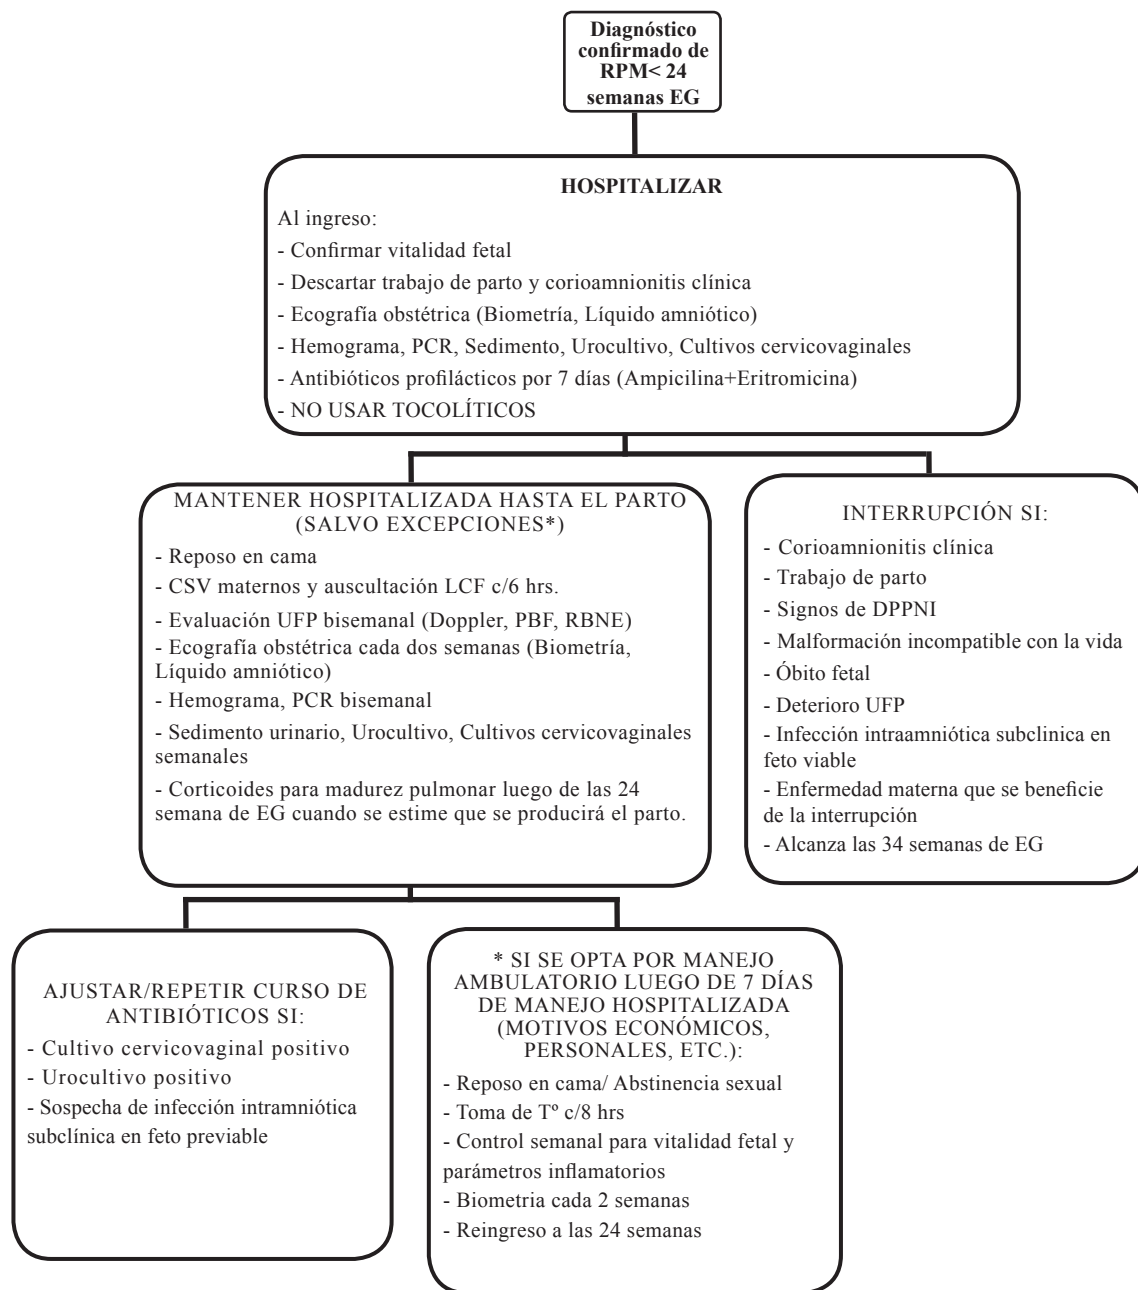 Diagnóstico
confirmado de
RPM< 24
semanas EG
HOSPITALIZAR
Al ingreso:
- Confirmar vitalidad fetal
- Descartar trabajo de parto y corioamnionitis clínica
- Ecografía obstétrica (Biometría, Líquido amniótico)
- Hemograma, PCR, Sedimento, Urocultivo, Cultivos cervicovaginales
- Antibióticos profilácticos por 7 días (Ampicilina+Eritromicina)
- NO USAR TOCOLÍTICOS
MANTENER HOSPITALIZADA HASTA EL PARTO
(SALVO EXCEPCIONES*)
- Reposo en cama
- CSV maternos y auscultación LCF c/6 hrs.
- Evaluación UFP bisemanal (Doppler, PBF, RBNE)
- Ecografía obstétrica cada dos semanas (Biometría,
Líquido amniótico)
- Hemograma, PCR bisemanal
- Sedimento urinario, Urocultivo, Cultivos cervicovaginales
semanales
- Corticoides para madurez pulmonar luego de las 24
semana de EG cuando se estime que se producirá el parto.
INTERRUPCIÓN SI:
- Corioamnionitis clínica
- Trabajo de parto
- Signos de DPPNI
- Malformación incompatible con la vida
- Óbito fetal
- Deterioro UFP
- Infección intraamniótica subclinica en
feto viable
- Enfermedad materna que se beneficie
de la interrupción
- Alcanza las 34 semanas de EG
AJUSTAR/REPETIR CURSO DE
ANTIBIÓTICOS SI:
- Cultivo cervicovaginal positivo
- Urocultivo positivo
- Sospecha de infección intramniótica
subclínica en feto previable
* SI SE OPTA POR MANEJO
AMBULATORIO LUEGO DE 7 DÍAS
DE MANEJO HOSPITALIZADA
(MOTIVOS ECONÓMICOS,
PERSONALES, ETC.):
- Reposo en cama/ Abstinencia sexual
- Toma de Tº c/8 hrs
- Control semanal para vitalidad fetal y
parámetros inflamatorios
- Biometria cada 2 semanas
- Reingreso a las 24 semanas